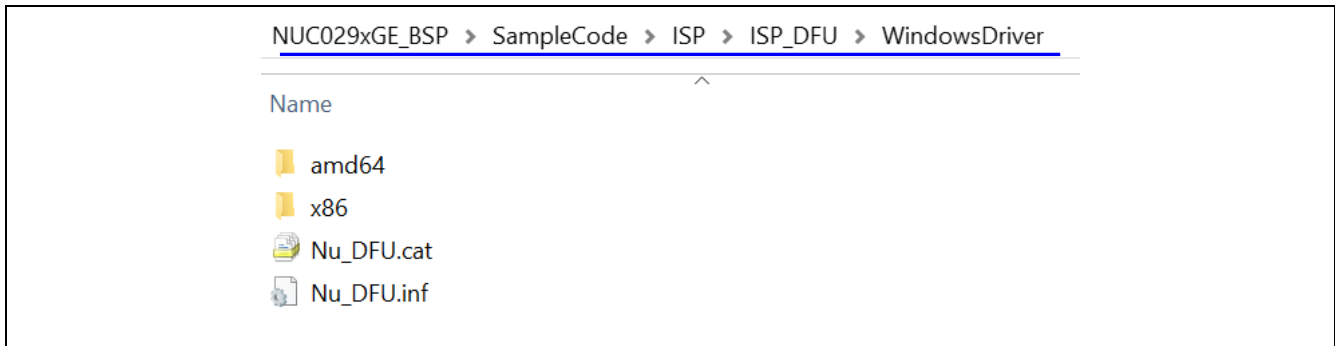 NUC029xGE_BSP > SampleCode > ISP > ISP_DFU > WindowsDriver
Name
amd64
x86
Nu_DFU.cat
Nu_DFU.inf